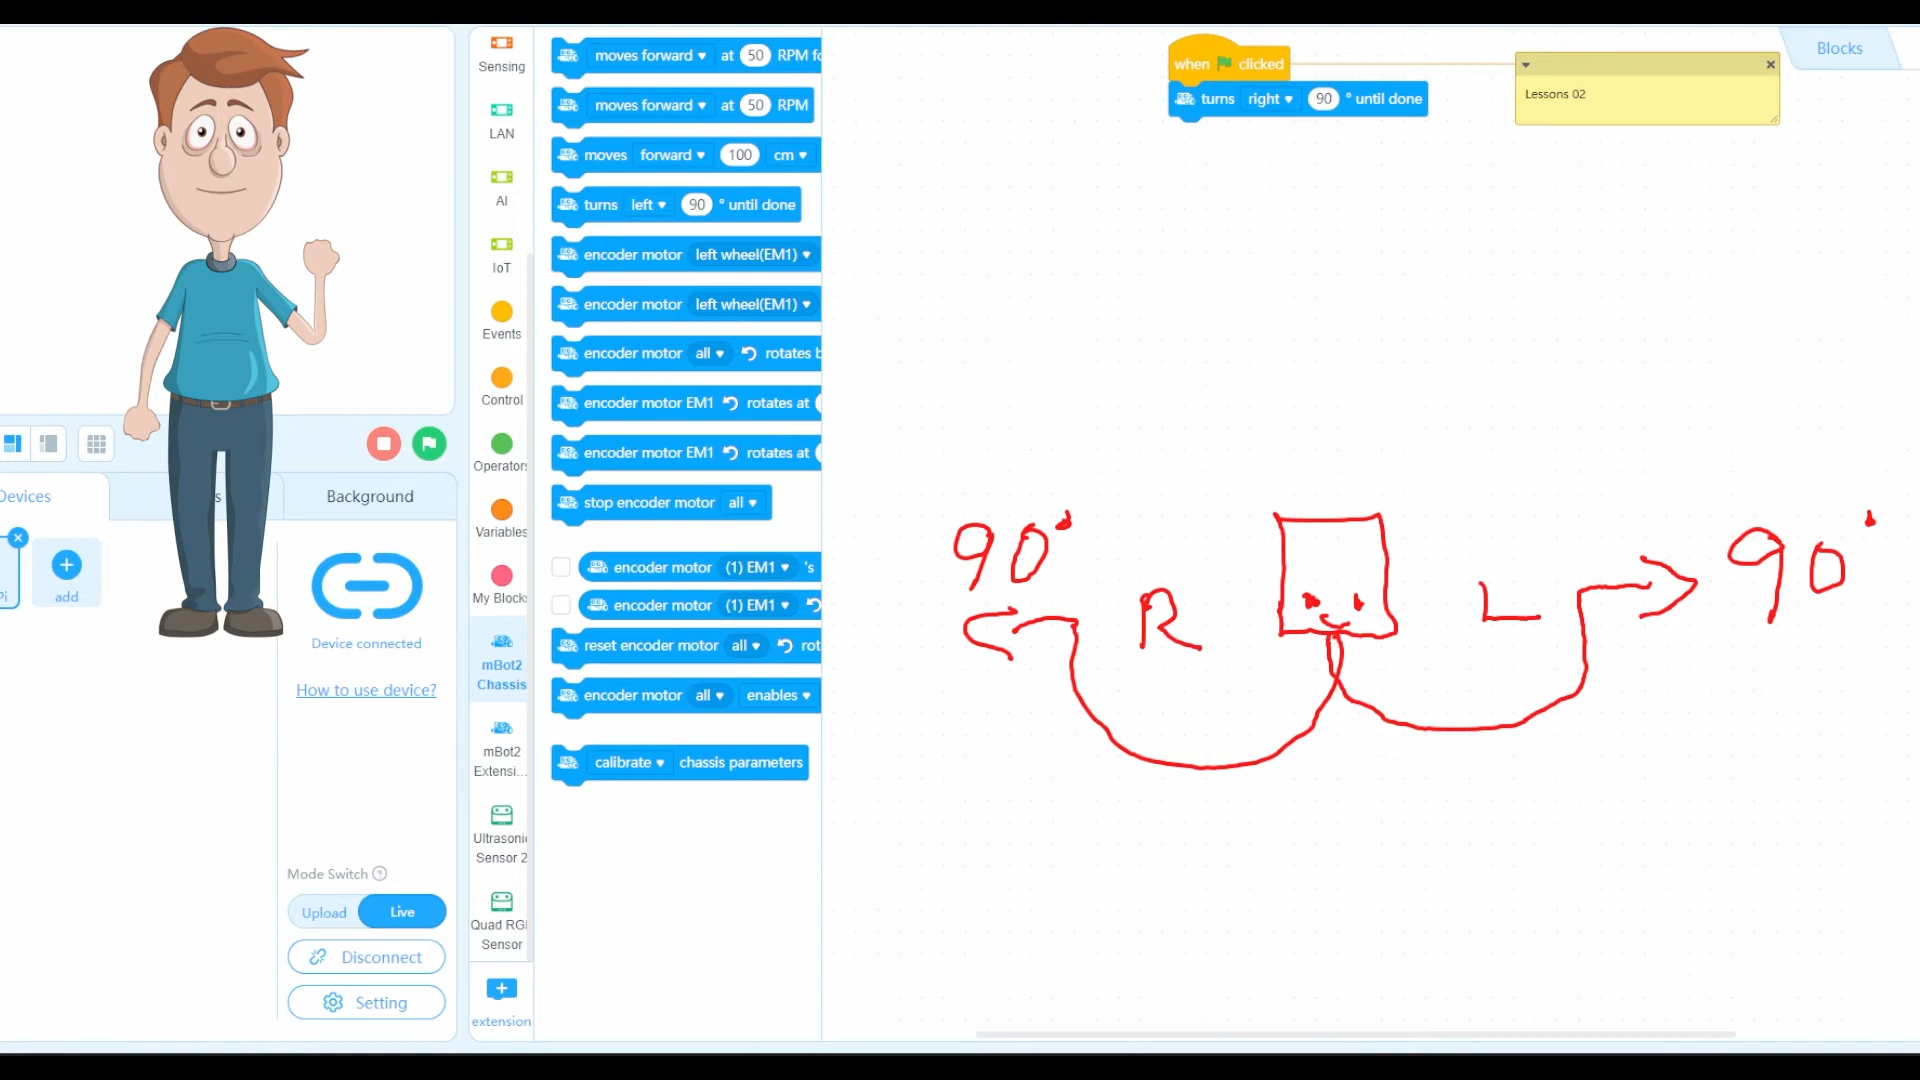 Sensing
LAN
AI
IoT
Events
Control
Operators
Variables
My Blocks
mBot2
Chassis
mBot2
Extensi...
Ultrasonic
Sensor 2
Quad RGB
Sensor
extension
moves forward at 50 RPM fo
moves forward at 50 RPM
moves forward 100 cm
turns left 90 ° until done
encoder motor left wheel(EM1)
encoder motor left wheel(EM1)
encoder motor all rotates b
encoder motor EM1 rotates at
encoder motor EM1 rotates at
stop encoder motor all
encoder motor (1) EM1 's
encoder motor (1) EM1
reset encoder motor all rot
encoder motor all enables
calibrate chassis parameters
when clicked
turns right 90 ° until done
Lessons 02
Blocks
Devices
s
Background
Pi
add
Device connected
How to use device?
Mode Switch ?
Upload Live
Disconnect
Setting
90° R L 90°